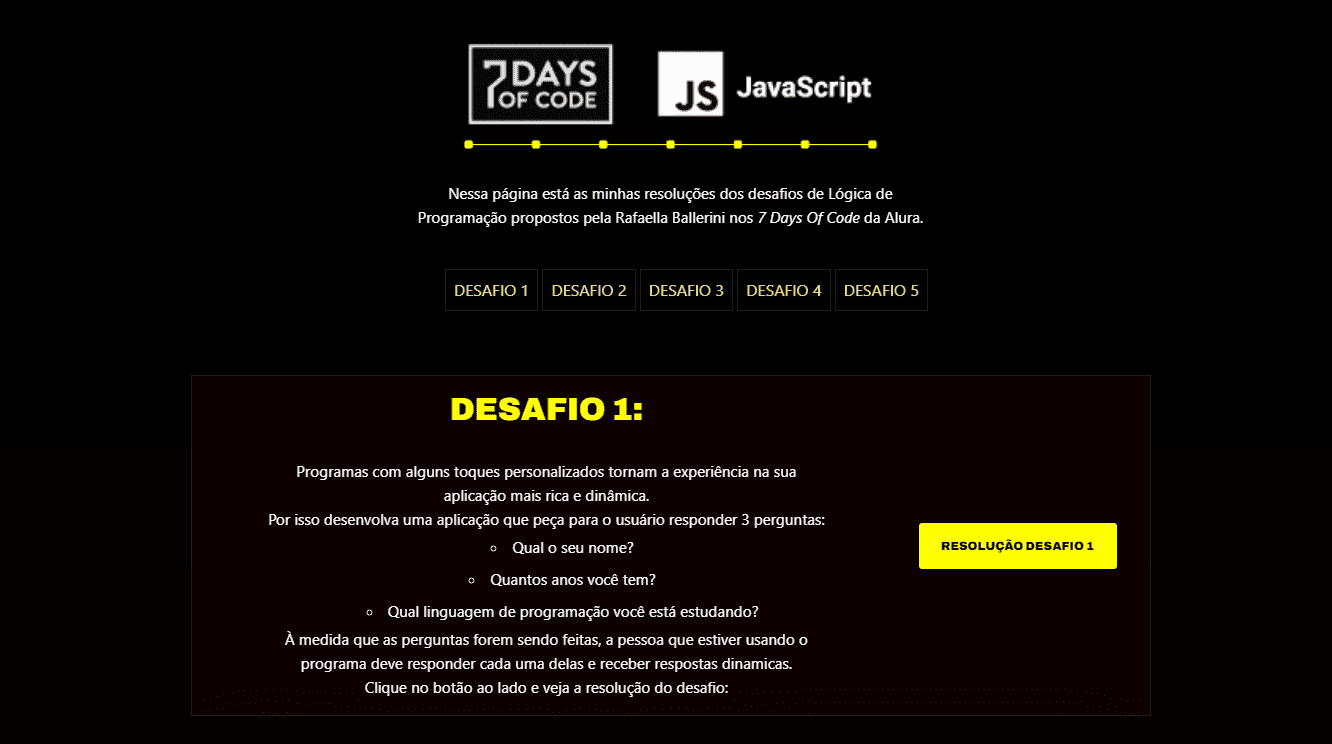 7 DAYS
OF CODE
JS JavaScript
Nessa página está as minhas resoluções dos desafios de Lógica de
Programação propostos pela Rafaella Ballerini nos 7 Days Of Code da Alura.
DESAFIO 1 DESAFIO 2 DESAFIO 3 DESAFIO 4 DESAFIO 5
DESAFIO 1:
Programas com alguns toques personalizados tornam a experiência na sua
aplicação mais rica e dinâmica.
Por isso desenvolva uma aplicação que peça para o usuário responder 3 perguntas:
Qual o seu nome?
Quantos anos você tem?
Qual linguagem de programação você está estudando?
À medida que as perguntas forem sendo feitas, a pessoa que estiver usando o
programa deve responder cada uma delas e receber respostas dinamicas.
Clique no botão ao lado e veja a resolução do desafio:
RESOLUÇÃO DESAFIO 1